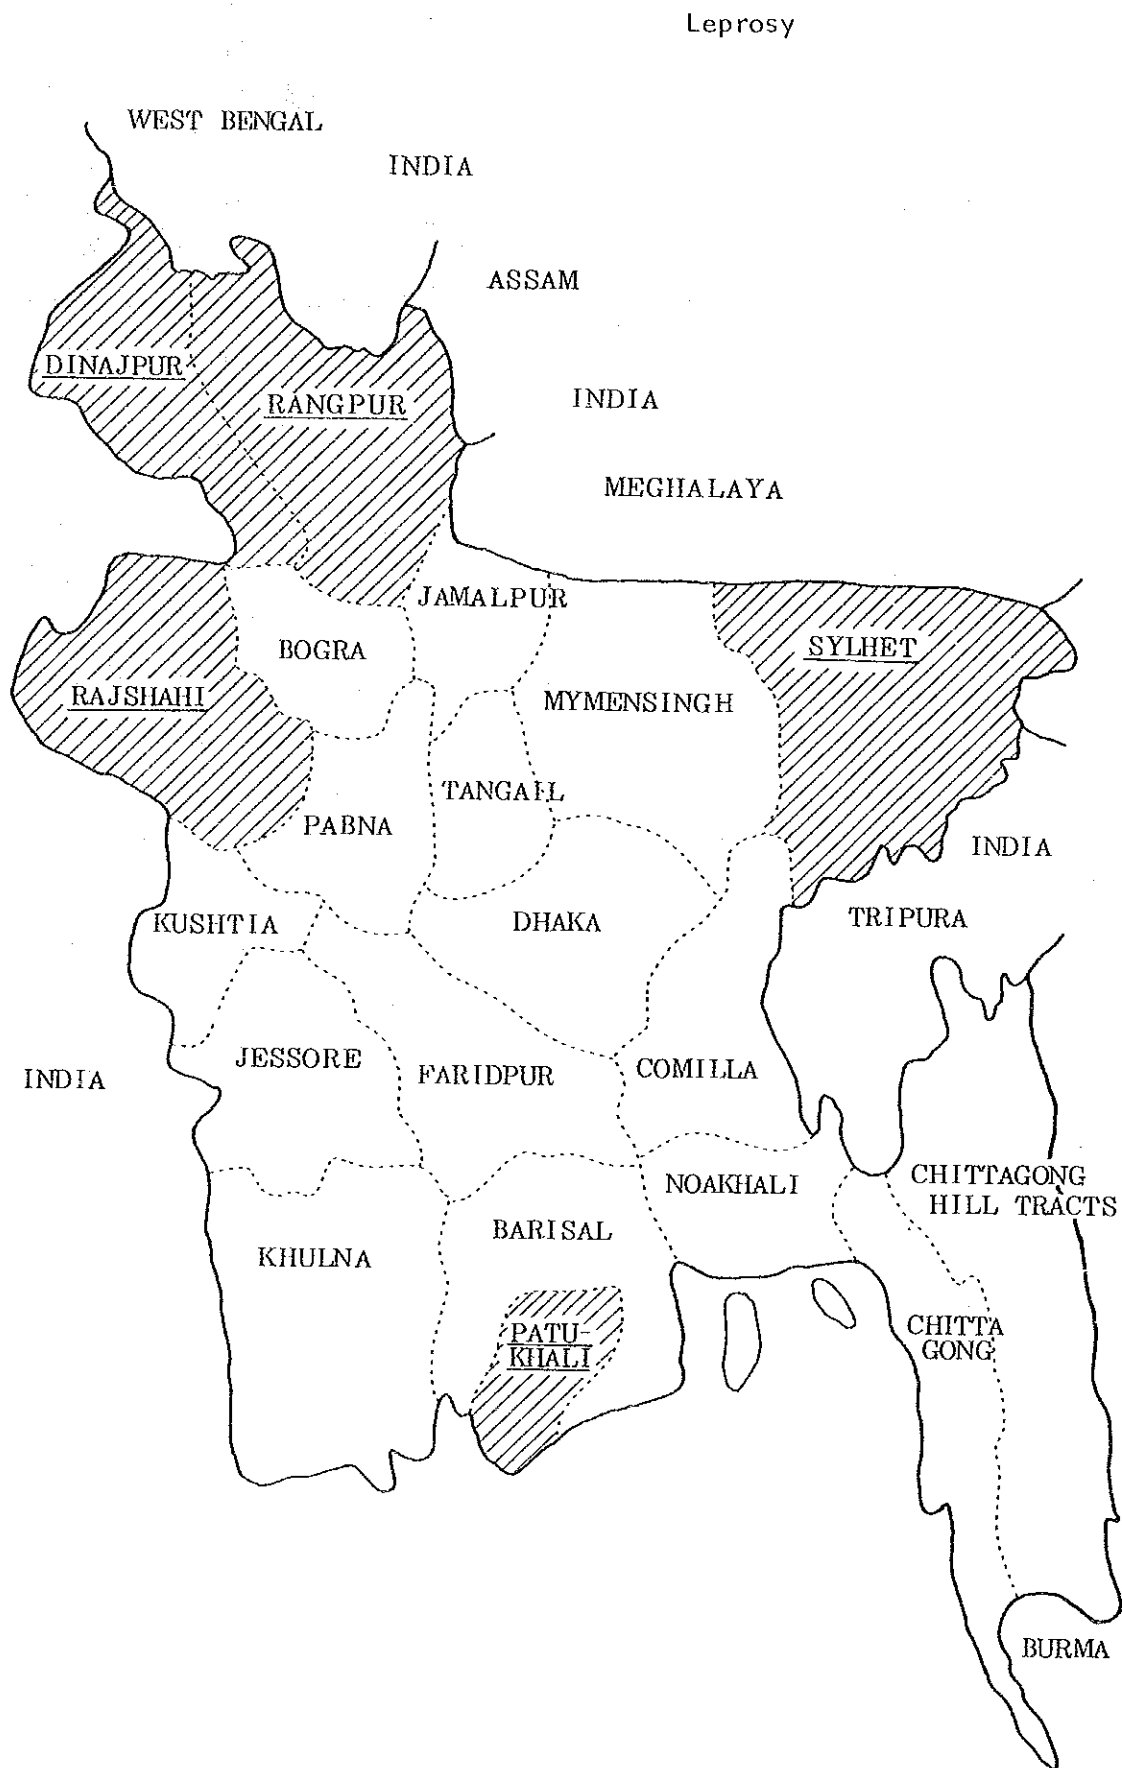 Leprosy
WEST BENGAL
INDIA
ASSAM
DINAJPUR
RANGPUR
INDIA
MEGHALAYA
JAMALPUR
BOGRA
SYLHET
RAJSHAHI
MYMENSINGH
TANGAIL
PABNA
INDIA
KUSHTIA
DHAKA
TRIPURA
JESSORE
FARIDPUR
COMILLA
INDIA
NOAKHALI
CHITTAGONG
HILL TRACTS
BARISAL
KHULNA
PATU-
KHALI
CHITTA
GONG
BURMA